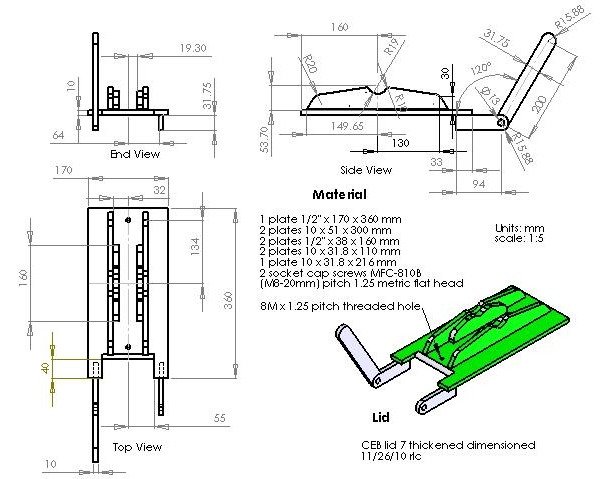 19.30
10
31.75
64
End View
160
R19
R20
30
R10
53.70
149.65
130
33
94
Side View
R15.88
31.75
120°
Φ13
200
R15.88
170
32
134
160
360
40
55
10
Top View
Material
1 plate 1/2" x 170 x 360 mm
2 plates 10 x 51 x 300 mm
2 plates 1/2" x 38 x 160 mm
2 plates 10 x 31.8 x 110 mm
1 plate 10 x 31.8 x 216 mm
2 socket cap screws MFC-810B
(M8-20mm) pitch 1.25 metric flat head
8M x 1.25 pitch threaded hole
Units: mm
scale: 1:5
Lid
CEB lid 7 thickened dimensioned
11/26/10 rlc